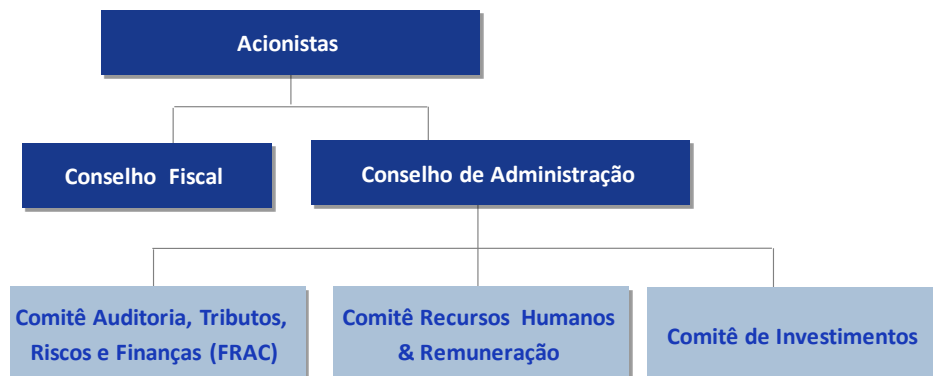 Acionistas
Conselho Fiscal
Conselho de Administração
Comitê Auditoria, Tributos,
Riscos e Finanças (FRAC)
Comitê Recursos Humanos
& Remuneração
Comitê de Investimentos